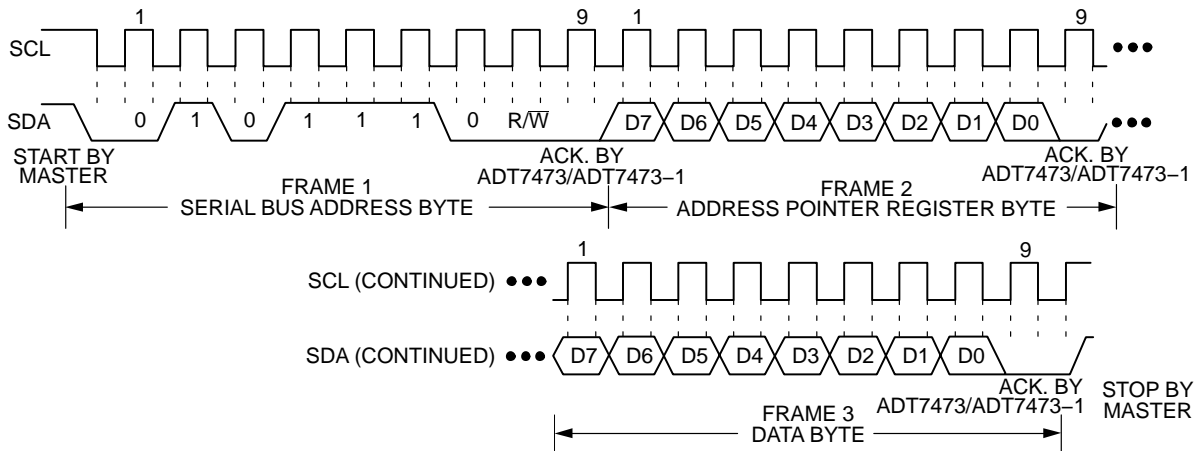 1 9 1 9
SCL
SDA 0 1 0 1 1 1 0 R/W̅ D7 D6 D5 D4 D3 D2 D1 D0
START BY
MASTER
ACK. BY
ADT7473/ADT7473–1
ACK. BY
ADT7473/ADT7473–1
FRAME 1
SERIAL BUS ADDRESS BYTE
FRAME 2
ADDRESS POINTER REGISTER BYTE
1 9
SCL (CONTINUED)
SDA (CONTINUED) D7 D6 D5 D4 D3 D2 D1 D0
ACK. BY
ADT7473/ADT7473–1
STOP BY
MASTER
FRAME 3
DATA BYTE